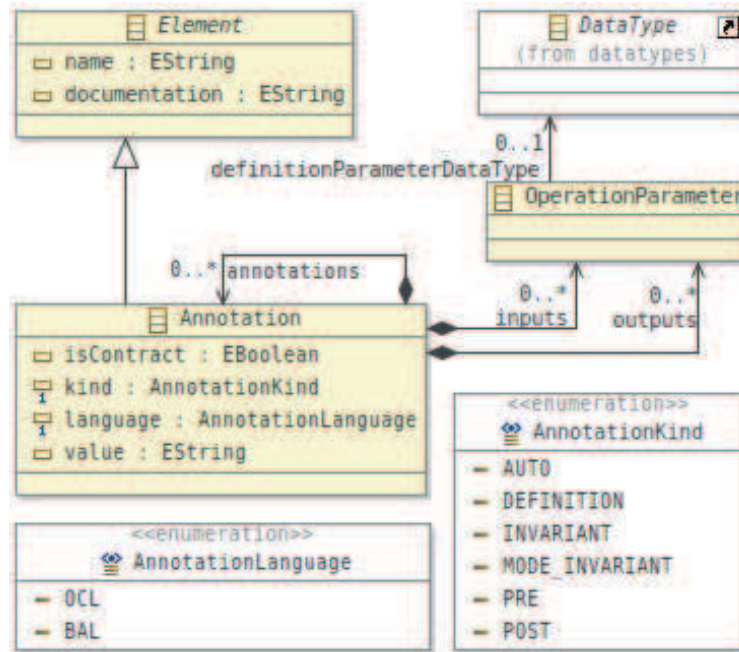 Element
name : EString
documentation : EString
DataType
(from datatypes)
0..1
definitionParameterDataType
OperationParameter
0..* annotations
0..*
inputs
0..*
outputs
Annotation
isContract : EBoolean
kind : AnnotationKind
language : AnnotationLanguage
value : EString
<<enumeration>>
AnnotationKind
AUTO
DEFINITION
INVARIANT
MODE_INVARIANT
PRE
POST
<<enumeration>>
AnnotationLanguage
OCL
BAL